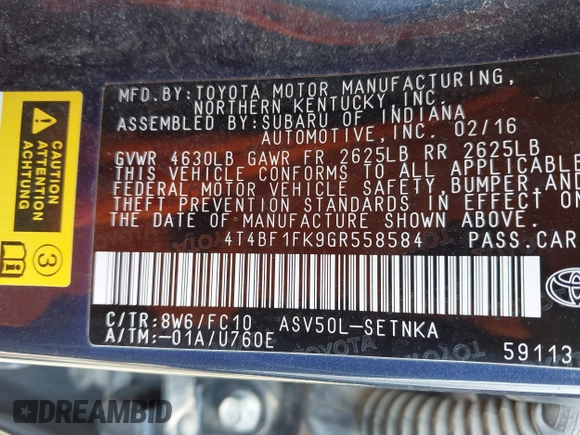 MFD.BY:TOYOTA MOTOR MANUFACTURING,
NORTHERN KENTUCKY, INC.
ASSEMBLED BY:SUBARU OF INDIANA
AUTOMOTIVE,INC. 02/16
GVWR 4630LB GAWR FR 2625LB RR 2625LB
THIS VEHICLE CONFORMS TO ALL APPLICABLE
FEDERAL MOTOR VEHICLE SAFETY,BUMPER,AND
THEFT PREVENTION STANDARDS IN EFFECT ON
THE DATE OF MANUFACTURE SHOWN ABOVE.
4T4BF1FK9GR558584 PASS.CAR
C/TR:8W6/FC10 ASV50L-SETNKA
A/TM:-01A/U760E
59113
TOYOTA
CAUTION
ATTENTION
ACHTUNG
3
DREAMBID